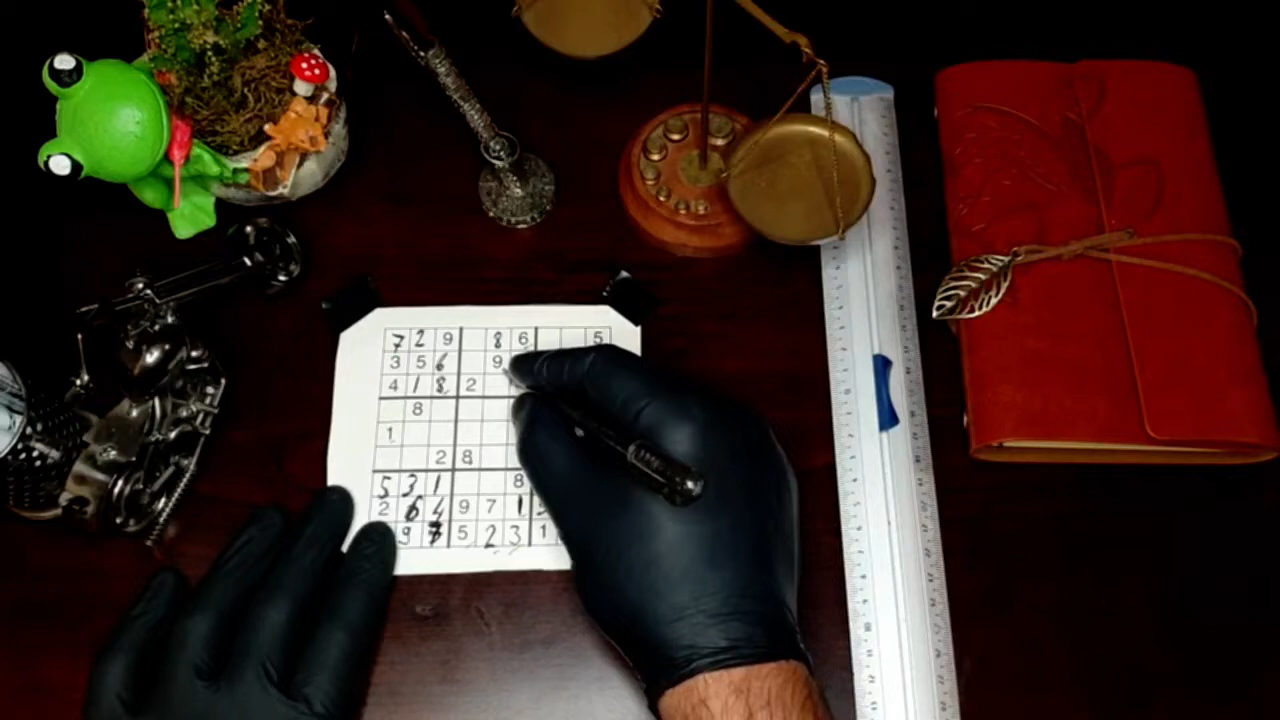 7 2 9 8 6 5
3 5 6 9
4 1 8 2
8
1
2 8
5 3 1 8
2 6 4 9 7 1
9 5 2 3 1